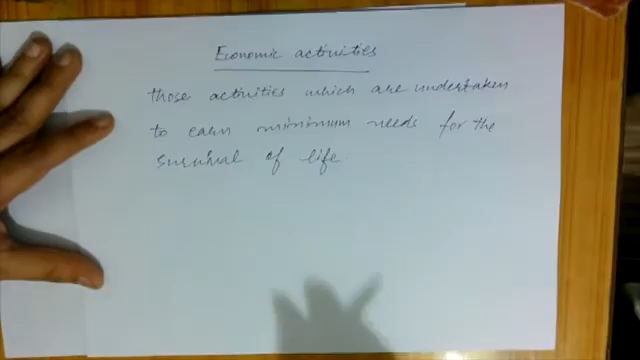 Economic activities
Those activities which are undertaken
to earn minimum needs for the
survival of life